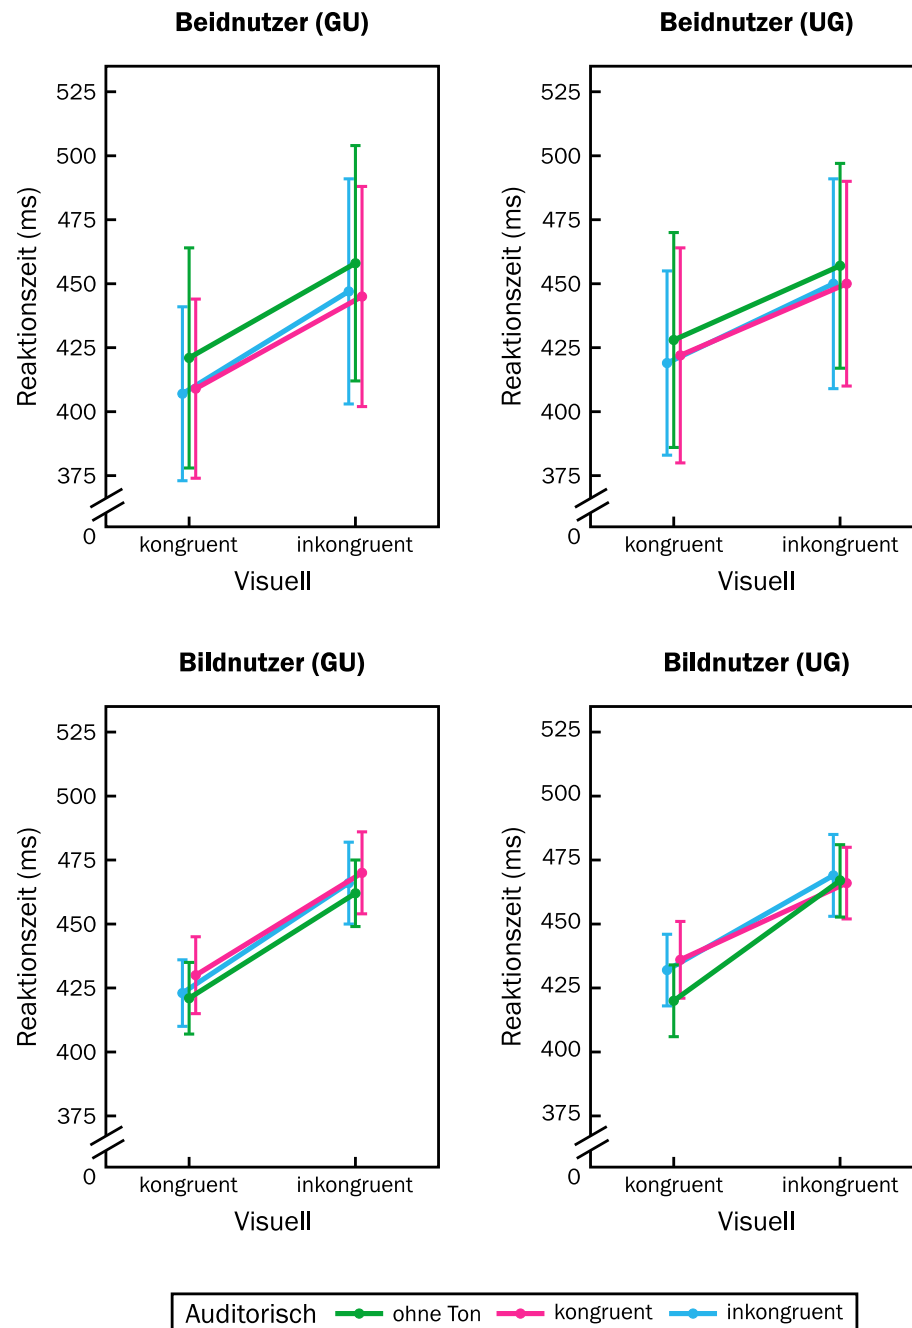 Beidnutzer (GU)
Reaktionszeit (ms)
525
500
475
450
425
400
375
0
kongruent inkongruent
Visuell
Beidnutzer (UG)
Reaktionszeit (ms)
525
500
475
450
425
400
375
0
kongruent inkongruent
Visuell
Bildnutzer (GU)
Reaktionszeit (ms)
525
500
475
450
425
400
375
0
kongruent inkongruent
Visuell
Bildnutzer (UG)
Reaktionszeit (ms)
525
500
475
450
425
400
375
0
kongruent inkongruent
Visuell
Auditorisch ohne Ton kongruent inkongruent